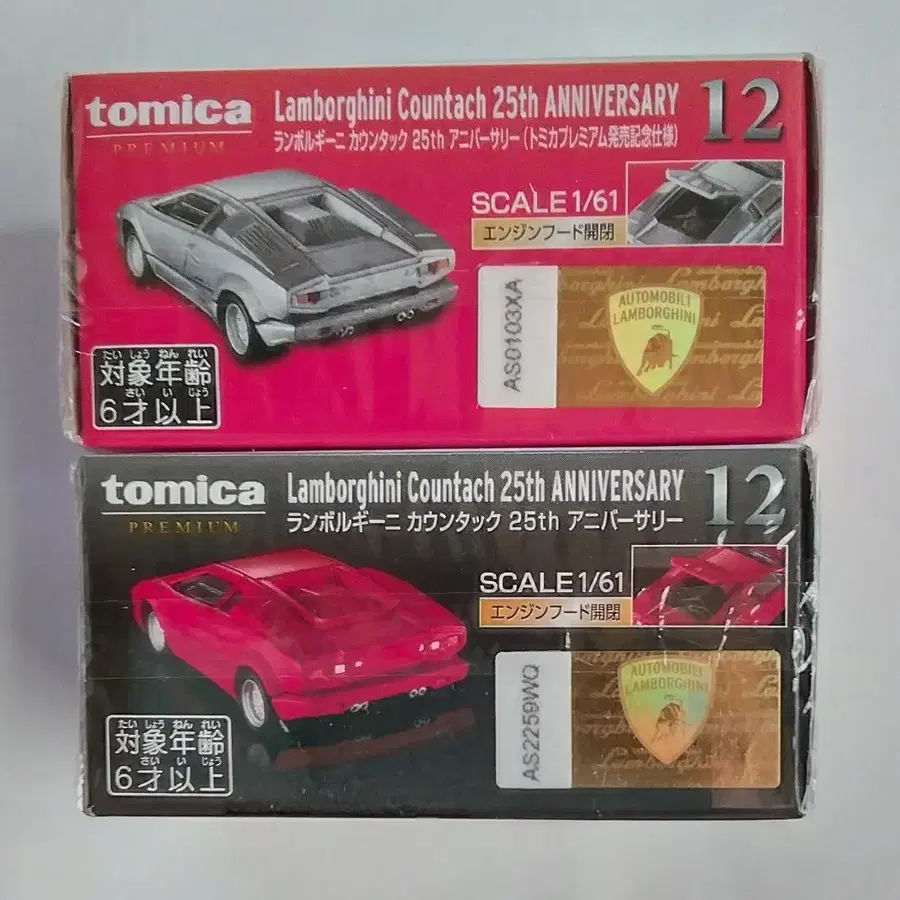 tomica
PREMIUM
Lamborghini Countach 25th ANNIVERSARY
ランボルギーニ カウンタック 25th アニバーサリー(トミカプレミアム発売記念仕様)
12
SCALE 1/61
エンジンフード開閉
AS0103XA
AUTOMOBILI
LAMBORGHINI
たい しょう ねん れい
対象年齢
さい い じょう
6才以上
tomica
PREMIUM
Lamborghini Countach 25th ANNIVERSARY
ランボルギーニ カウンタック 25th アニバーサリー
12
SCALE 1/61
エンジンフード開閉
AS2259WQ
AUTOMOBILI
LAMBORGHINI
たい しょう ねん れい
対象年齢
さい い じょう
6才以上